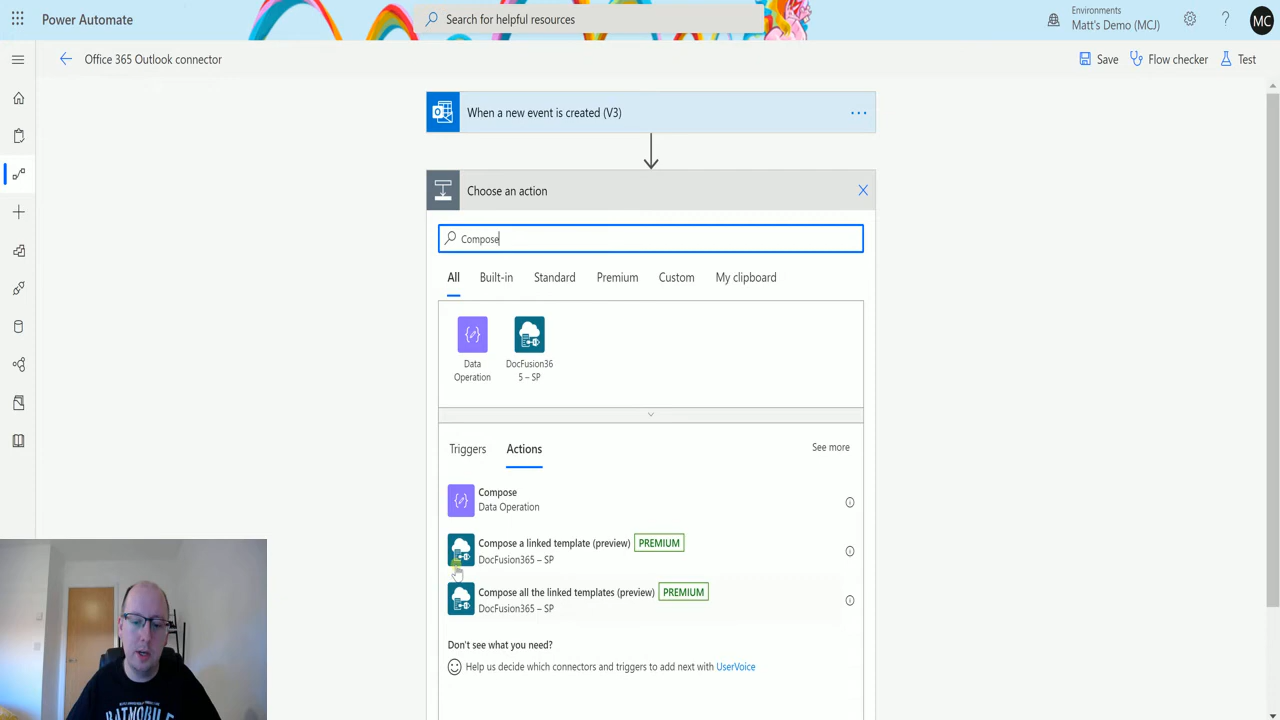 Power Automate
Search for helpful resources
Environments
Matt's Demo (MCJ)
MC
Office 365 Outlook connector
Save
Flow checker
Test
When a new event is created (V3)
Choose an action
Compose
All
Built-in
Standard
Premium
Custom
My clipboard
Data
Operation
DocFusion36
5 – SP
Triggers
Actions
See more
Compose
Data Operation
Compose a linked template (preview) PREMIUM
DocFusion365 – SP
Compose all the linked templates (preview) PREMIUM
DocFusion365 – SP
Don't see what you need?
Help us decide which connectors and triggers to add next with UserVoice
BATMOBILE